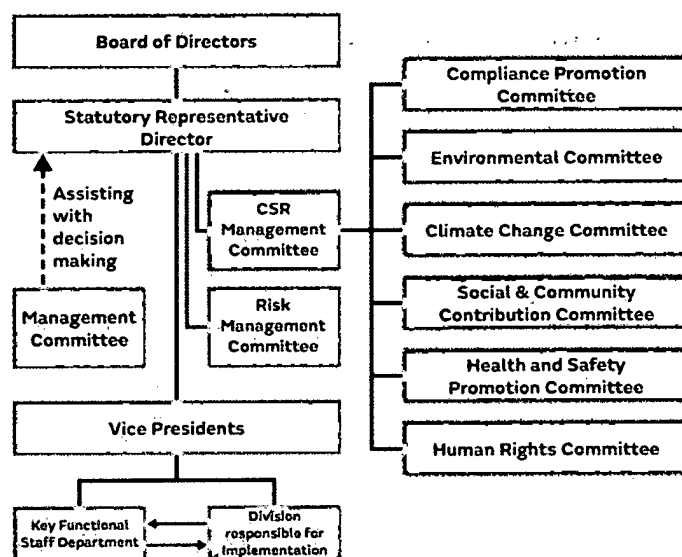 Board of Directors
Statutory Representative
Director
Assisting
with
decision
making
Management
Committee
CSR
Management
Committee
Risk
Management
Committee
Vice Presidents
Key Functional
Staff Department
Division
responsible for
Implementation
Compliance Promotion
Committee
Environmental Committee
Climate Change Committee
Social & Community
Contribution Committee
Health and Safety
Promotion Committee
Human Rights Committee